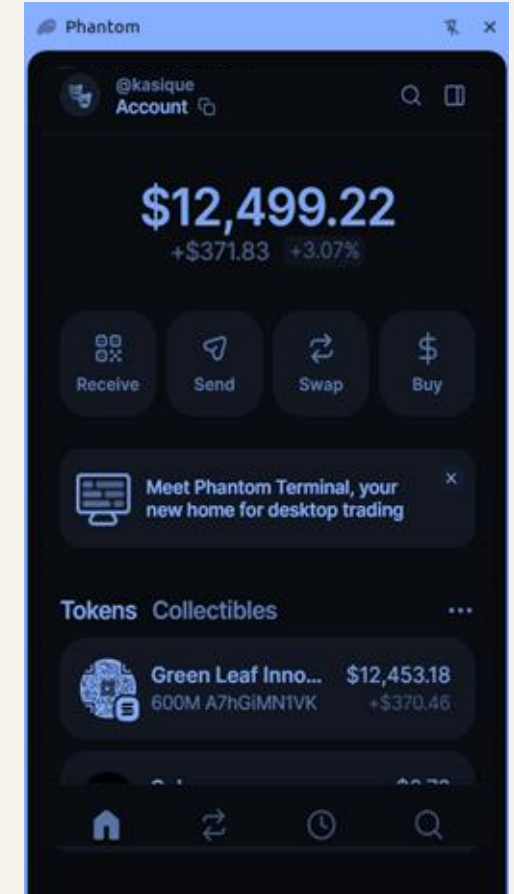 Phantom
@kasique
Account
$12,499.22
+$371.83 +3.07%
Receive Send Swap Buy
Meet Phantom Terminal, your
new home for desktop trading
Tokens Collectibles
Green Leaf Inno... $12,453.18
600M A7hGiMN1VK +$370.46